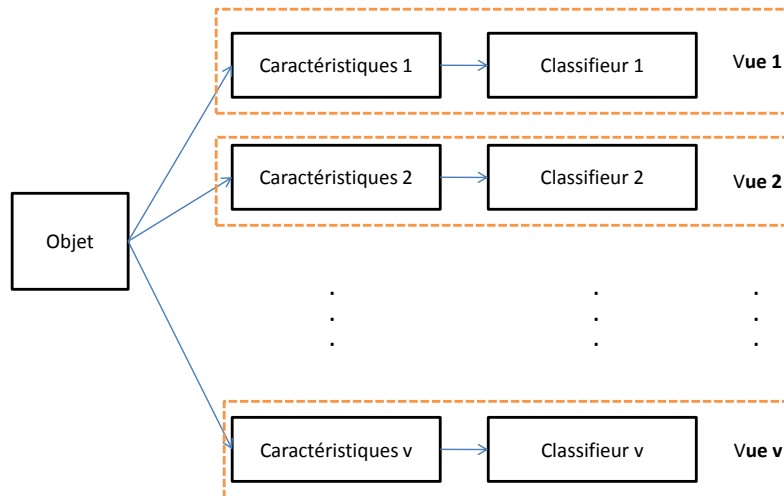 Caractéristiques 1
Classifieur 1
Vue 1
Caractéristiques 2
Classifieur 2
Vue 2
Objet
. . .
. . .
. . .
Caractéristiques v
Classifieur v
Vue v